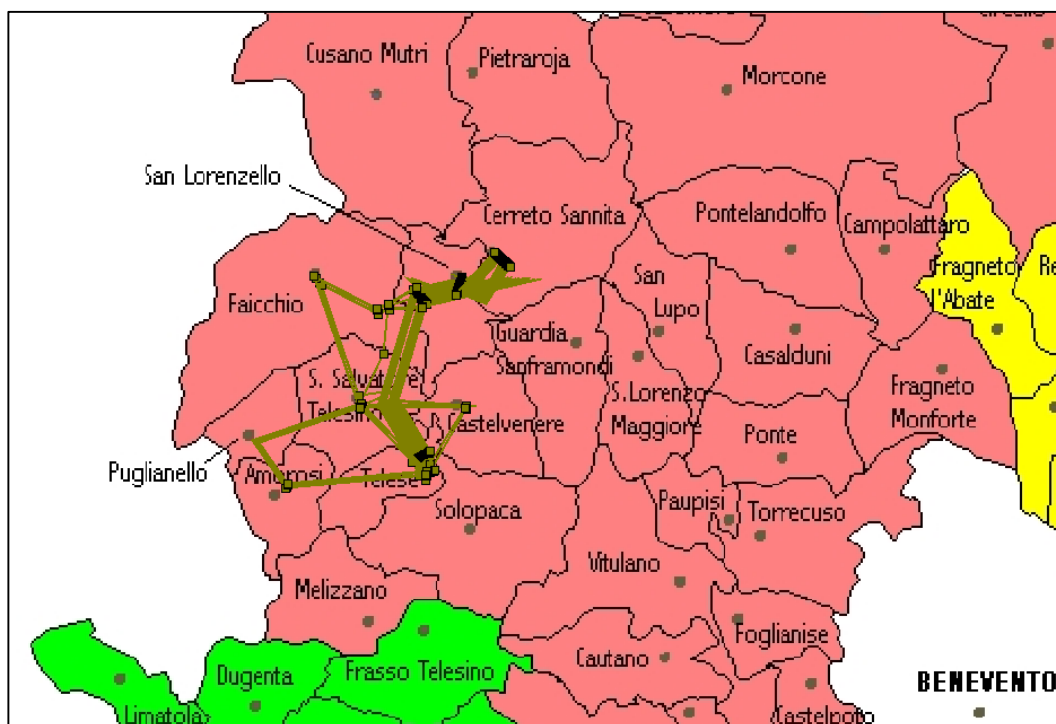 Cusano Mutri
Pietraroja
Morcone
San Lorenzello
Cerreto Sannita
Pontelandolfo
Campolattaro
Faicchio
San
Lupo
Fragneto
l'Abate
Re
Guardia
Sanframondi
Casalduni
S. Salvatore
Telesino
S.Lorenzo
Maggiore
Fragneto
Monforte
Castelvenere
Ponte
Puglianello
Amorosi
Telese
Solopaca
Paupisi
Torrecuso
Vitulano
Melizzano
Foglianise
Cautano
Dugenta
Frasso Telesino
BENEVENTO
Limatola
Castelpoto